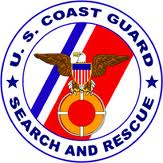 U. S. COAST GUARD
SEARCH AND RESCUE